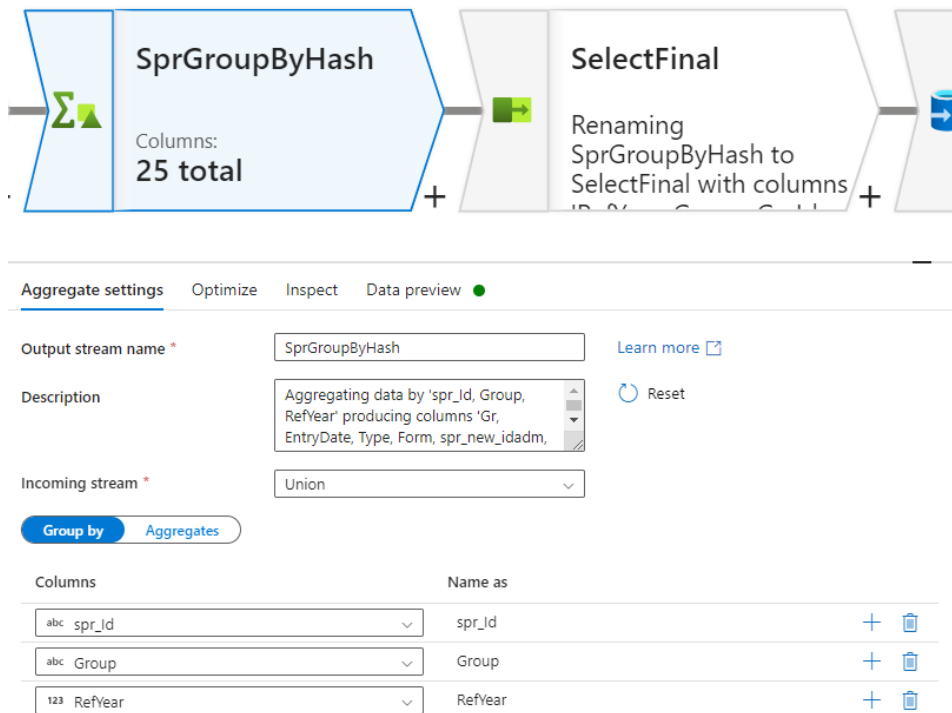 SprGroupByHash
Columns:
25 total
+
SelectFinal
Renaming
SprGroupByHash to
SelectFinal with columns
+
Aggregate settings Optimize Inspect Data preview
Output stream name * SprGroupByHash Learn more
Description Aggregating data by 'spr_Id, Group,
RefYear' producing columns 'Gr,
EntryDate, Type, Form, spr_new_idadm,
Reset
Incoming stream * Union
Group by Aggregates
Columns Name as
abc spr_Id spr_Id
abc Group Group
123 RefYear RefYear